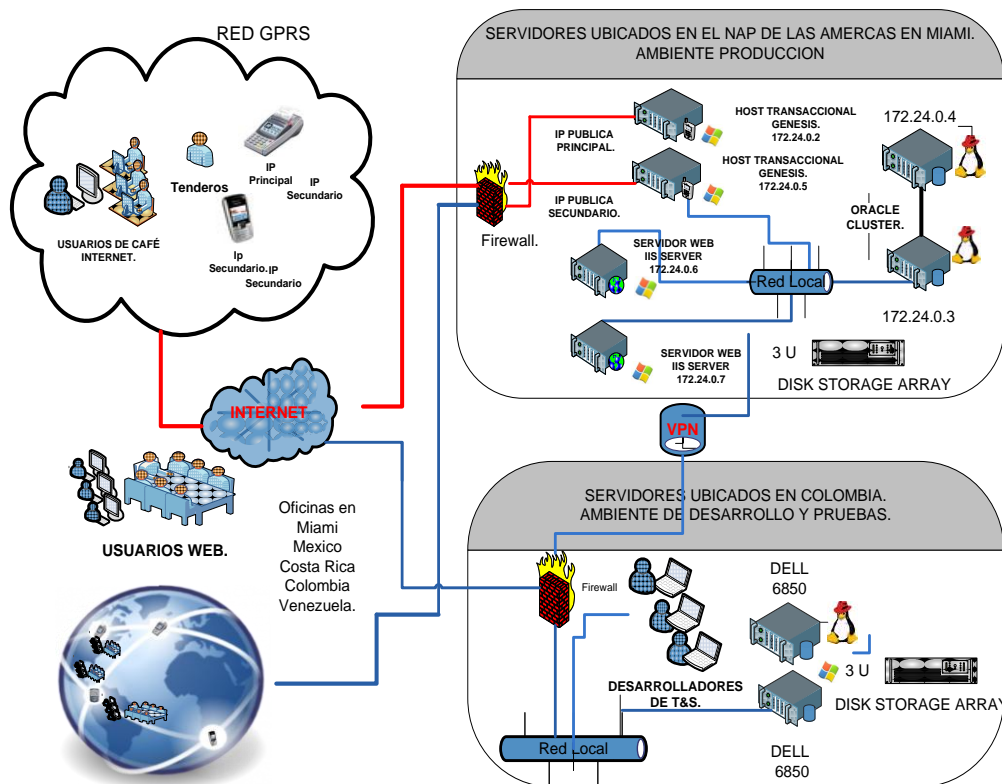 RED GPRS
IP
Principal
IP
Secundario
Tenderos
USUARIOS DE CAFÉ
INTERNET.
Ip
Secundario.
IP
Secundario
INTERNET
USUARIOS WEB.
Oficinas en
Miami
Mexico
Costa Rica
Colombia
Venezuela.
SERVIDORES UBICADOS EN EL NAP DE LAS AMERCAS EN MIAMI.
AMBIENTE PRODUCCION
IP PUBLICA
PRINCIPAL.
HOST TRANSACCIONAL
GENESIS.
172.24.0.2
HOST TRANSACCIONAL
GENESIS.
172.24.0.5
172.24.0.4
IP PUBLICA
SECUNDARIO.
Firewall.
ORACLE
CLUSTER.
SERVIDOR WEB
IIS SERVER
172.24.0.6
Red Local
172.24.0.3
SERVIDOR WEB
IIS SERVER
172.24.0.7
3 U
DISK STORAGE ARRAY
VPN
SERVIDORES UBICADOS EN COLOMBIA.
AMBIENTE DE DESARROLLO Y PRUEBAS.
Firewall
DELL
6850
3 U
DISK STORAGE ARRAY
DESARROLLADORES
DE T&S.
Red Local
DELL
6850